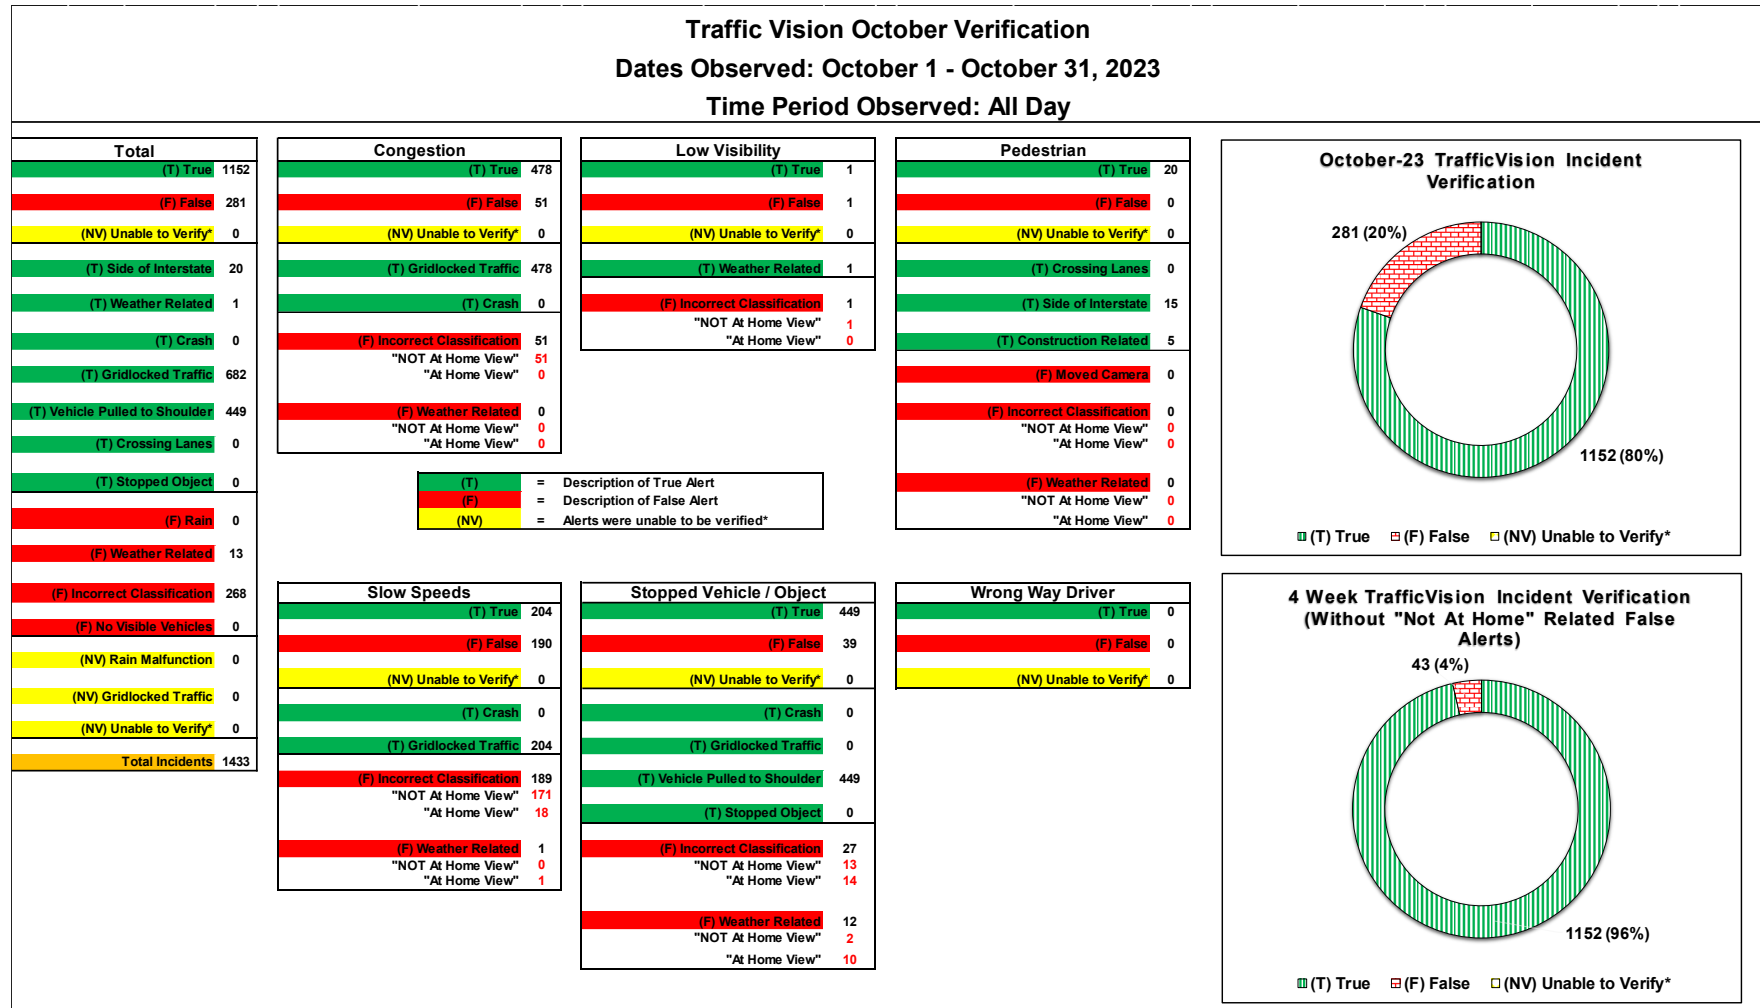 Traffic Vision October Verification
Dates Observed: October 1 - October 31, 2023
Time Period Observed: All Day
Total
(T) True 1152
(F) False 281
(NV) Unable to Verify* 0
(T) Side of Interstate 20
(T) Weather Related 1
(T) Crash 0
(T) Gridlocked Traffic 682
(T) Vehicle Pulled to Shoulder 449
(T) Crossing Lanes 0
(T) Stopped Object 0
(F) Rain 0
(F) Weather Related 13
(F) Incorrect Classification 268
(F) No Visible Vehicles 0
(NV) Rain Malfunction 0
(NV) Gridlocked Traffic 0
(NV) Unable to Verify* 0
Total Incidents 1433
Congestion
(T) True 478
(F) False 51
(NV) Unable to Verify* 0
(T) Gridlocked Traffic 478
(T) Crash 0
(F) Incorrect Classification 51
"NOT At Home View" 51
"At Home View" 0
(F) Weather Related 0
"NOT At Home View" 0
"At Home View" 0
Low Visibility
(T) True 1
(F) False 1
(NV) Unable to Verify* 0
(T) Weather Related 1
(F) Incorrect Classification 1
"NOT At Home View" 1
"At Home View" 0
Pedestrian
(T) True 20
(F) False 0
(NV) Unable to Verify* 0
(T) Crossing Lanes 0
(T) Side of Interstate 15
(T) Construction Related 5
(F) Moved Camera 0
(F) Incorrect Classification 0
"NOT At Home View" 0
"At Home View" 0
(F) Weather Related 0
"NOT At Home View" 0
"At Home View" 0
(T) = Description of True Alert
(F) = Description of False Alert
(NV) = Alerts were unable to be verified*
Slow Speeds
(T) True 204
(F) False 190
(NV) Unable to Verify* 0
(T) Crash 0
(T) Gridlocked Traffic 204
(F) Incorrect Classification 189
"NOT At Home View" 171
"At Home View" 18
(F) Weather Related 1
"NOT At Home View" 0
"At Home View" 1
Stopped Vehicle / Object
(T) True 449
(F) False 39
(NV) Unable to Verify* 0
(T) Crash 0
(T) Gridlocked Traffic 0
(T) Vehicle Pulled to Shoulder 449
(T) Stopped Object 0
(F) Incorrect Classification 27
"NOT At Home View" 13
"At Home View" 14
(F) Weather Related 12
"NOT At Home View" 2
"At Home View" 10
Wrong Way Driver
(T) True 0
(F) False 0
(NV) Unable to Verify* 0
October-23 TrafficVision Incident
Verification
281 (20%)
1152 (80%)
(T) True (F) False (NV) Unable to Verify*
4 Week TrafficVision Incident Verification
(Without "Not At Home" Related False
Alerts)
43 (4%)
1152 (96%)
(T) True (F) False (NV) Unable to Verify*